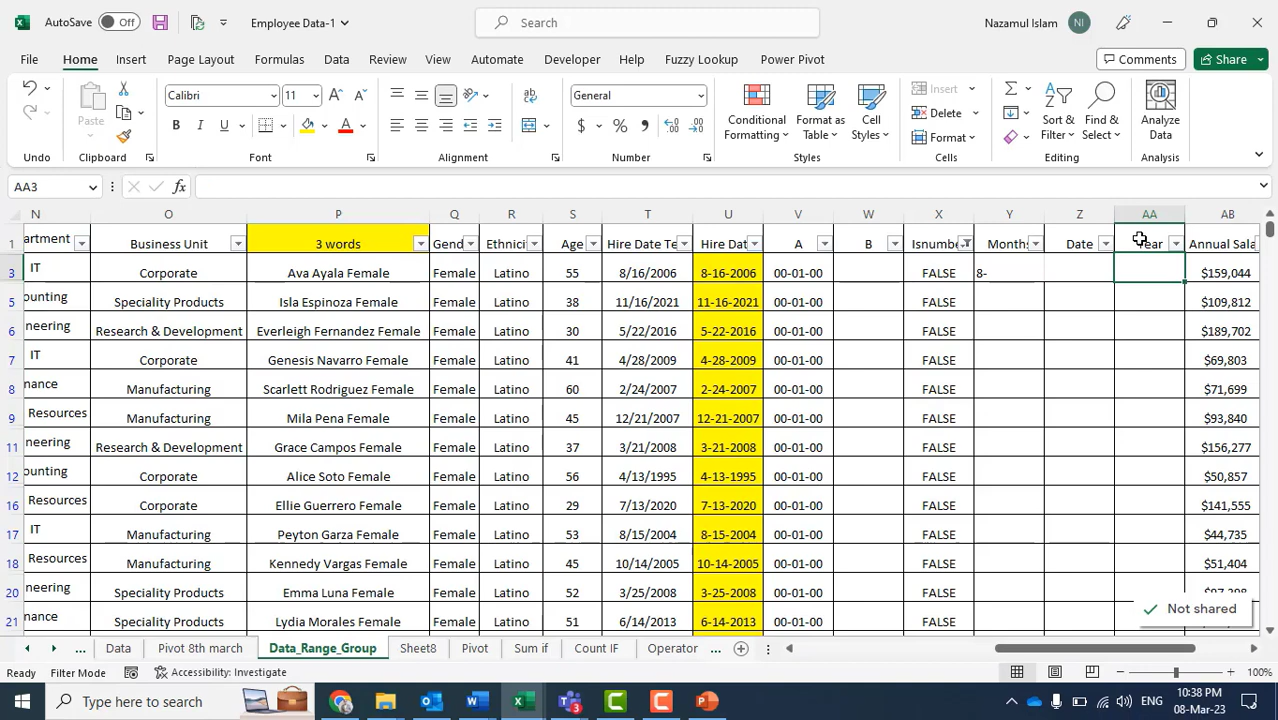 AutoSave Off Employee Data-1 Search Nazamul Islam NI
File Home Insert Page Layout Formulas Data Review View Automate Developer Help Fuzzy Lookup Power Pivot Comments Share
Paste Calibri 11 General Conditional Formatting Format as Table Cell Styles Insert Delete Format Sort & Filter Find & Select Analyze Data
Undo Clipboard Font Alignment Number Styles Cells Editing Analysis
AA3 fx
N O P Q R S T U V W X Y Z AA AB
1 artment Business Unit 3 words Gend Ethnici Age Hire Date Te Hire Dat A B Isnumbe Months Date Year Annual Sala
3 IT Corporate Ava Ayala Female Female Latino 55 8/16/2006 8-16-2006 00-01-00 FALSE 8- $159,044
5 ounting Speciality Products Isla Espinoza Female Female Latino 38 11/16/2021 11-16-2021 00-01-00 FALSE $109,812
6 ineering Research & Development Everleigh Fernandez Female Female Latino 30 5/22/2016 5-22-2016 00-01-00 FALSE $189,702
7 IT Corporate Genesis Navarro Female Female Latino 41 4/28/2009 4-28-2009 00-01-00 FALSE $69,803
8 nance Manufacturing Scarlett Rodriguez Female Female Latino 60 2/24/2007 2-24-2007 00-01-00 FALSE $71,699
9 Resources Manufacturing Mila Pena Female Female Latino 45 12/21/2007 12-21-2007 00-01-00 FALSE $93,840
11 ineering Research & Development Grace Campos Female Female Latino 37 3/21/2008 3-21-2008 00-01-00 FALSE $156,277
12 ounting Corporate Alice Soto Female Female Latino 56 4/13/1995 4-13-1995 00-01-00 FALSE $50,857
16 Resources Corporate Ellie Guerrero Female Female Latino 29 7/13/2020 7-13-2020 00-01-00 FALSE $141,555
17 IT Manufacturing Peyton Garza Female Female Latino 53 8/15/2004 8-15-2004 00-01-00 FALSE $44,735
18 Resources Manufacturing Kennedy Vargas Female Female Latino 45 10/14/2005 10-14-2005 00-01-00 FALSE $51,404
20 ineering Speciality Products Emma Luna Female Female Latino 52 3/25/2008 3-25-2008 00-01-00 FALSE
21 nance Speciality Products Lydia Morales Female Female Latino 51 6/14/2013 6-14-2013 00-01-00 FALSE Not shared
... Data Pivot 8th march Data_Range_Group Sheet8 Pivot Sum if Count IF Operator ...
Ready Filter Mode Accessibility: Investigate 100%
Type here to search ENG 10:38 PM 08-Mar-23